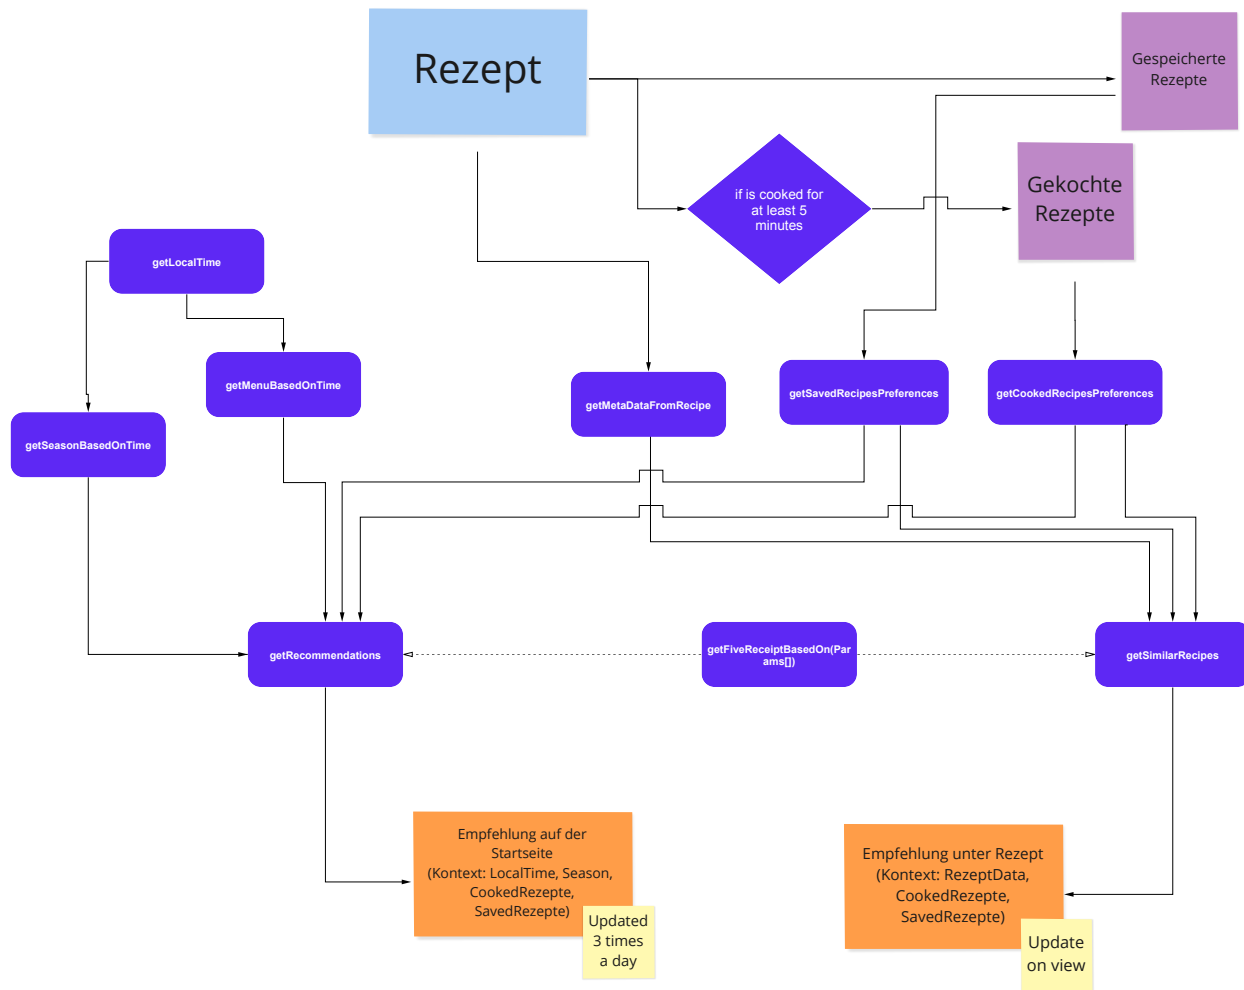 Rezept
Gespeicherte
Rezepte
if is cooked for
at least 5
minutes
Gekochte
Rezepte
getLocalTime
getMenuBasedOnTime
getSeasonBasedOnTime
getMetaDataFromRecipe
getSavedRecipesPreferences
getCookedRecipesPreferences
getRecommendations
getFiveReceiptBasedOn(Par
ams[])
getSimilarRecipes
Empfehlung auf der
Startseite
(Kontext: LocalTime, Season,
CookedRezepte,
SavedRezepte)
Updated
3 times
a day
Empfehlung unter Rezept
(Kontext: RezeptData,
CookedRezepte,
SavedRezepte)
Update
on view